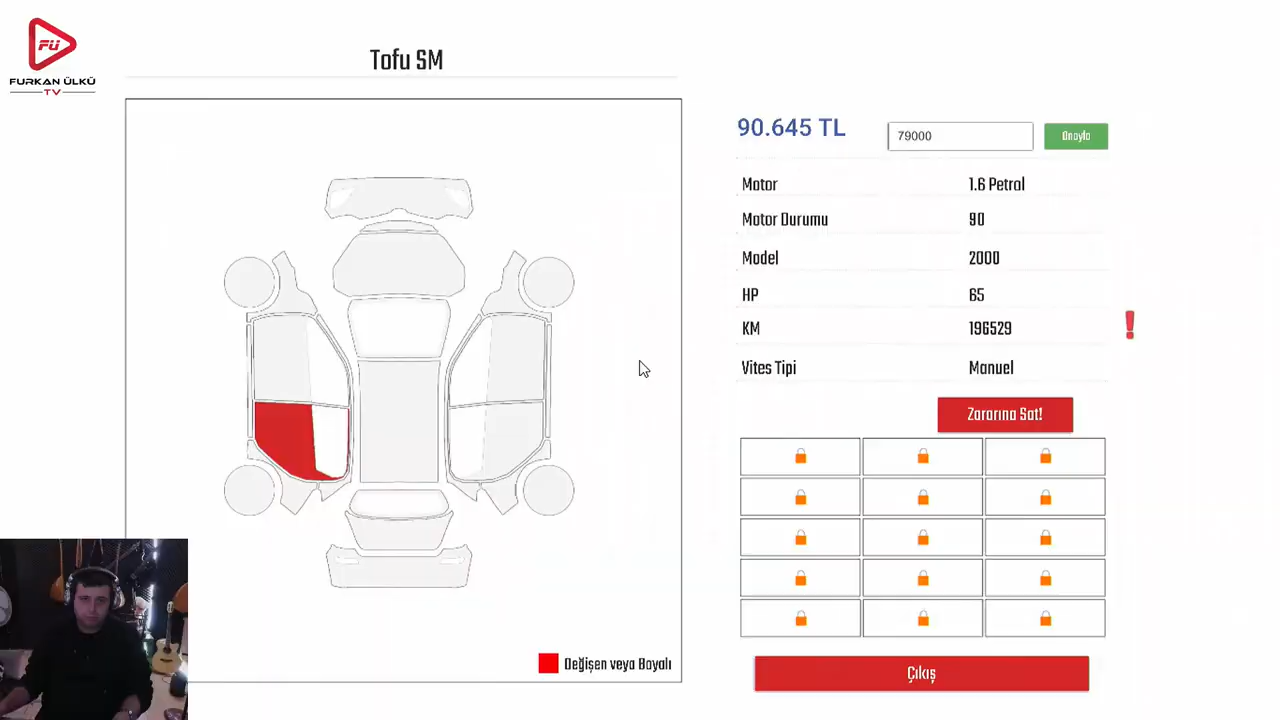 FU
FURKAN ÜLKÜ
TV
Tofu SM
90.645 TL
79000
Onayla
Motor 1.6 Petrol
Motor Durumu 90
Model 2000
HP 65
KM 196529
Vites Tipi Manuel
Zararına Sat!
Değişen veya Boyalı
Çıkış